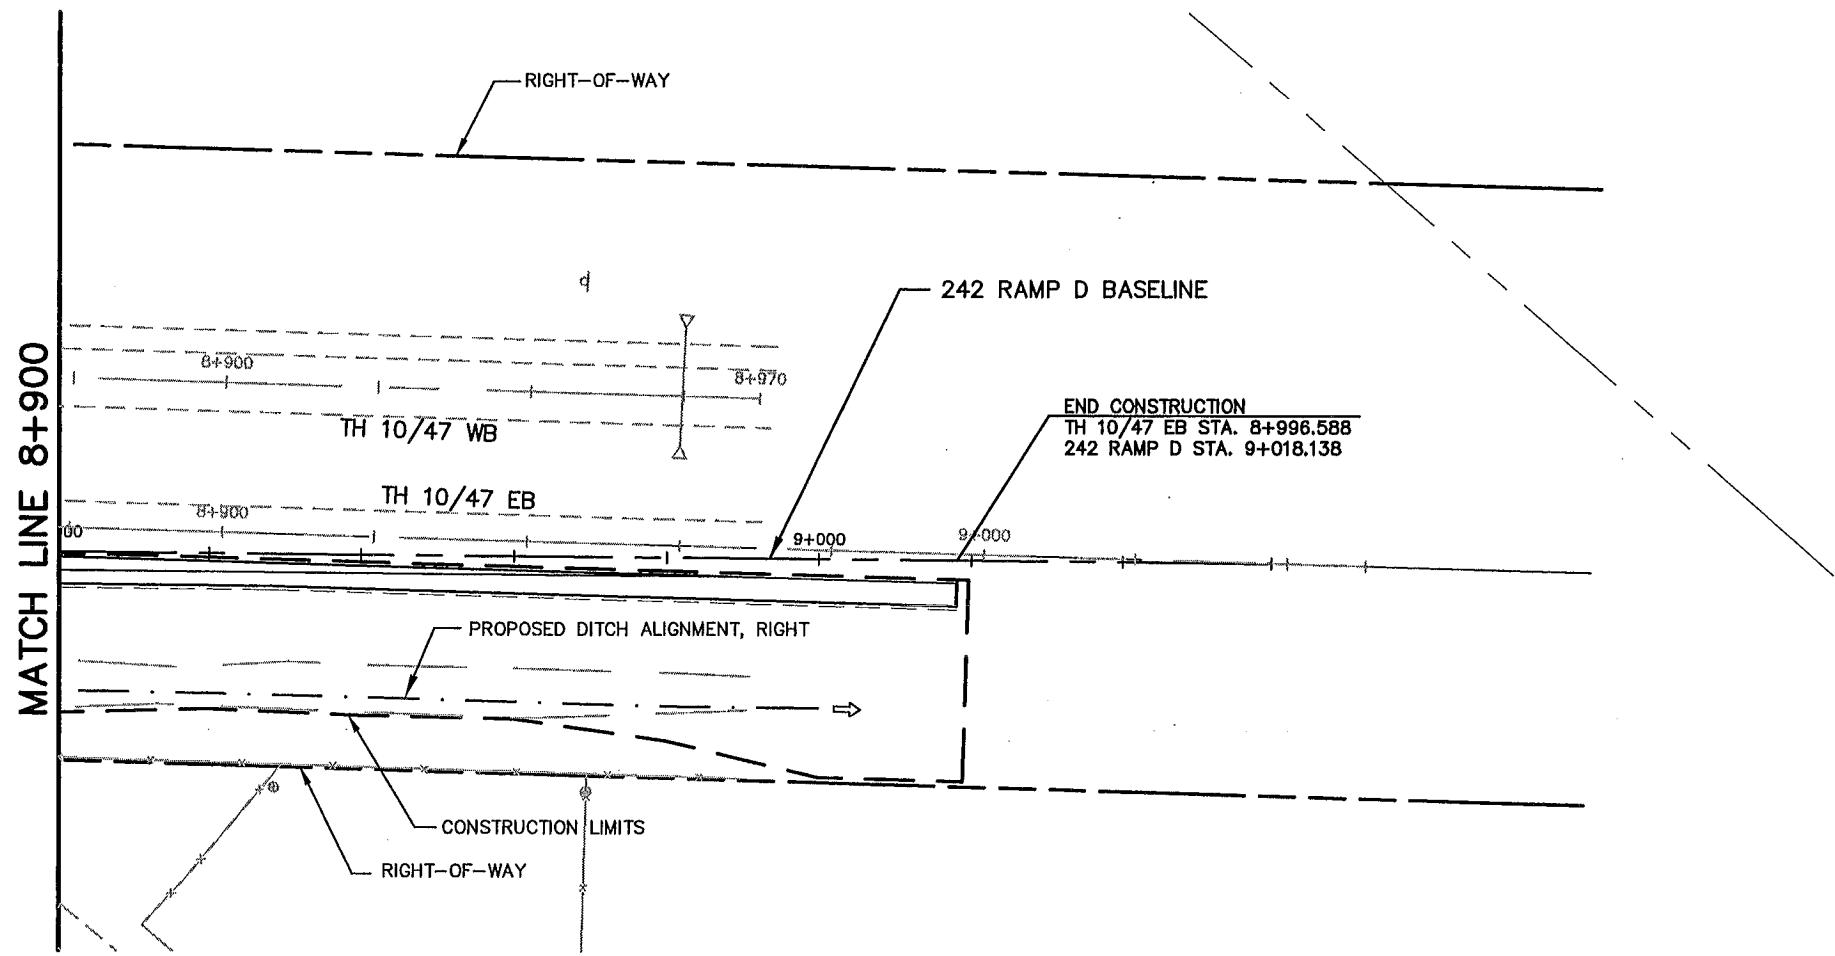 RIGHT-OF-WAY
242 RAMP D BASELINE
8+900
8+970
TH 10/47 WB
END CONSTRUCTION
TH 10/47 EB STA. 8+996.588
242 RAMP D STA. 9+018.138
MATCH LINE 8+900
TH 10/47 EB
8+900
00
9+000
9+000
PROPOSED DITCH ALIGNMENT, RIGHT
CONSTRUCTION LIMITS
RIGHT-OF-WAY